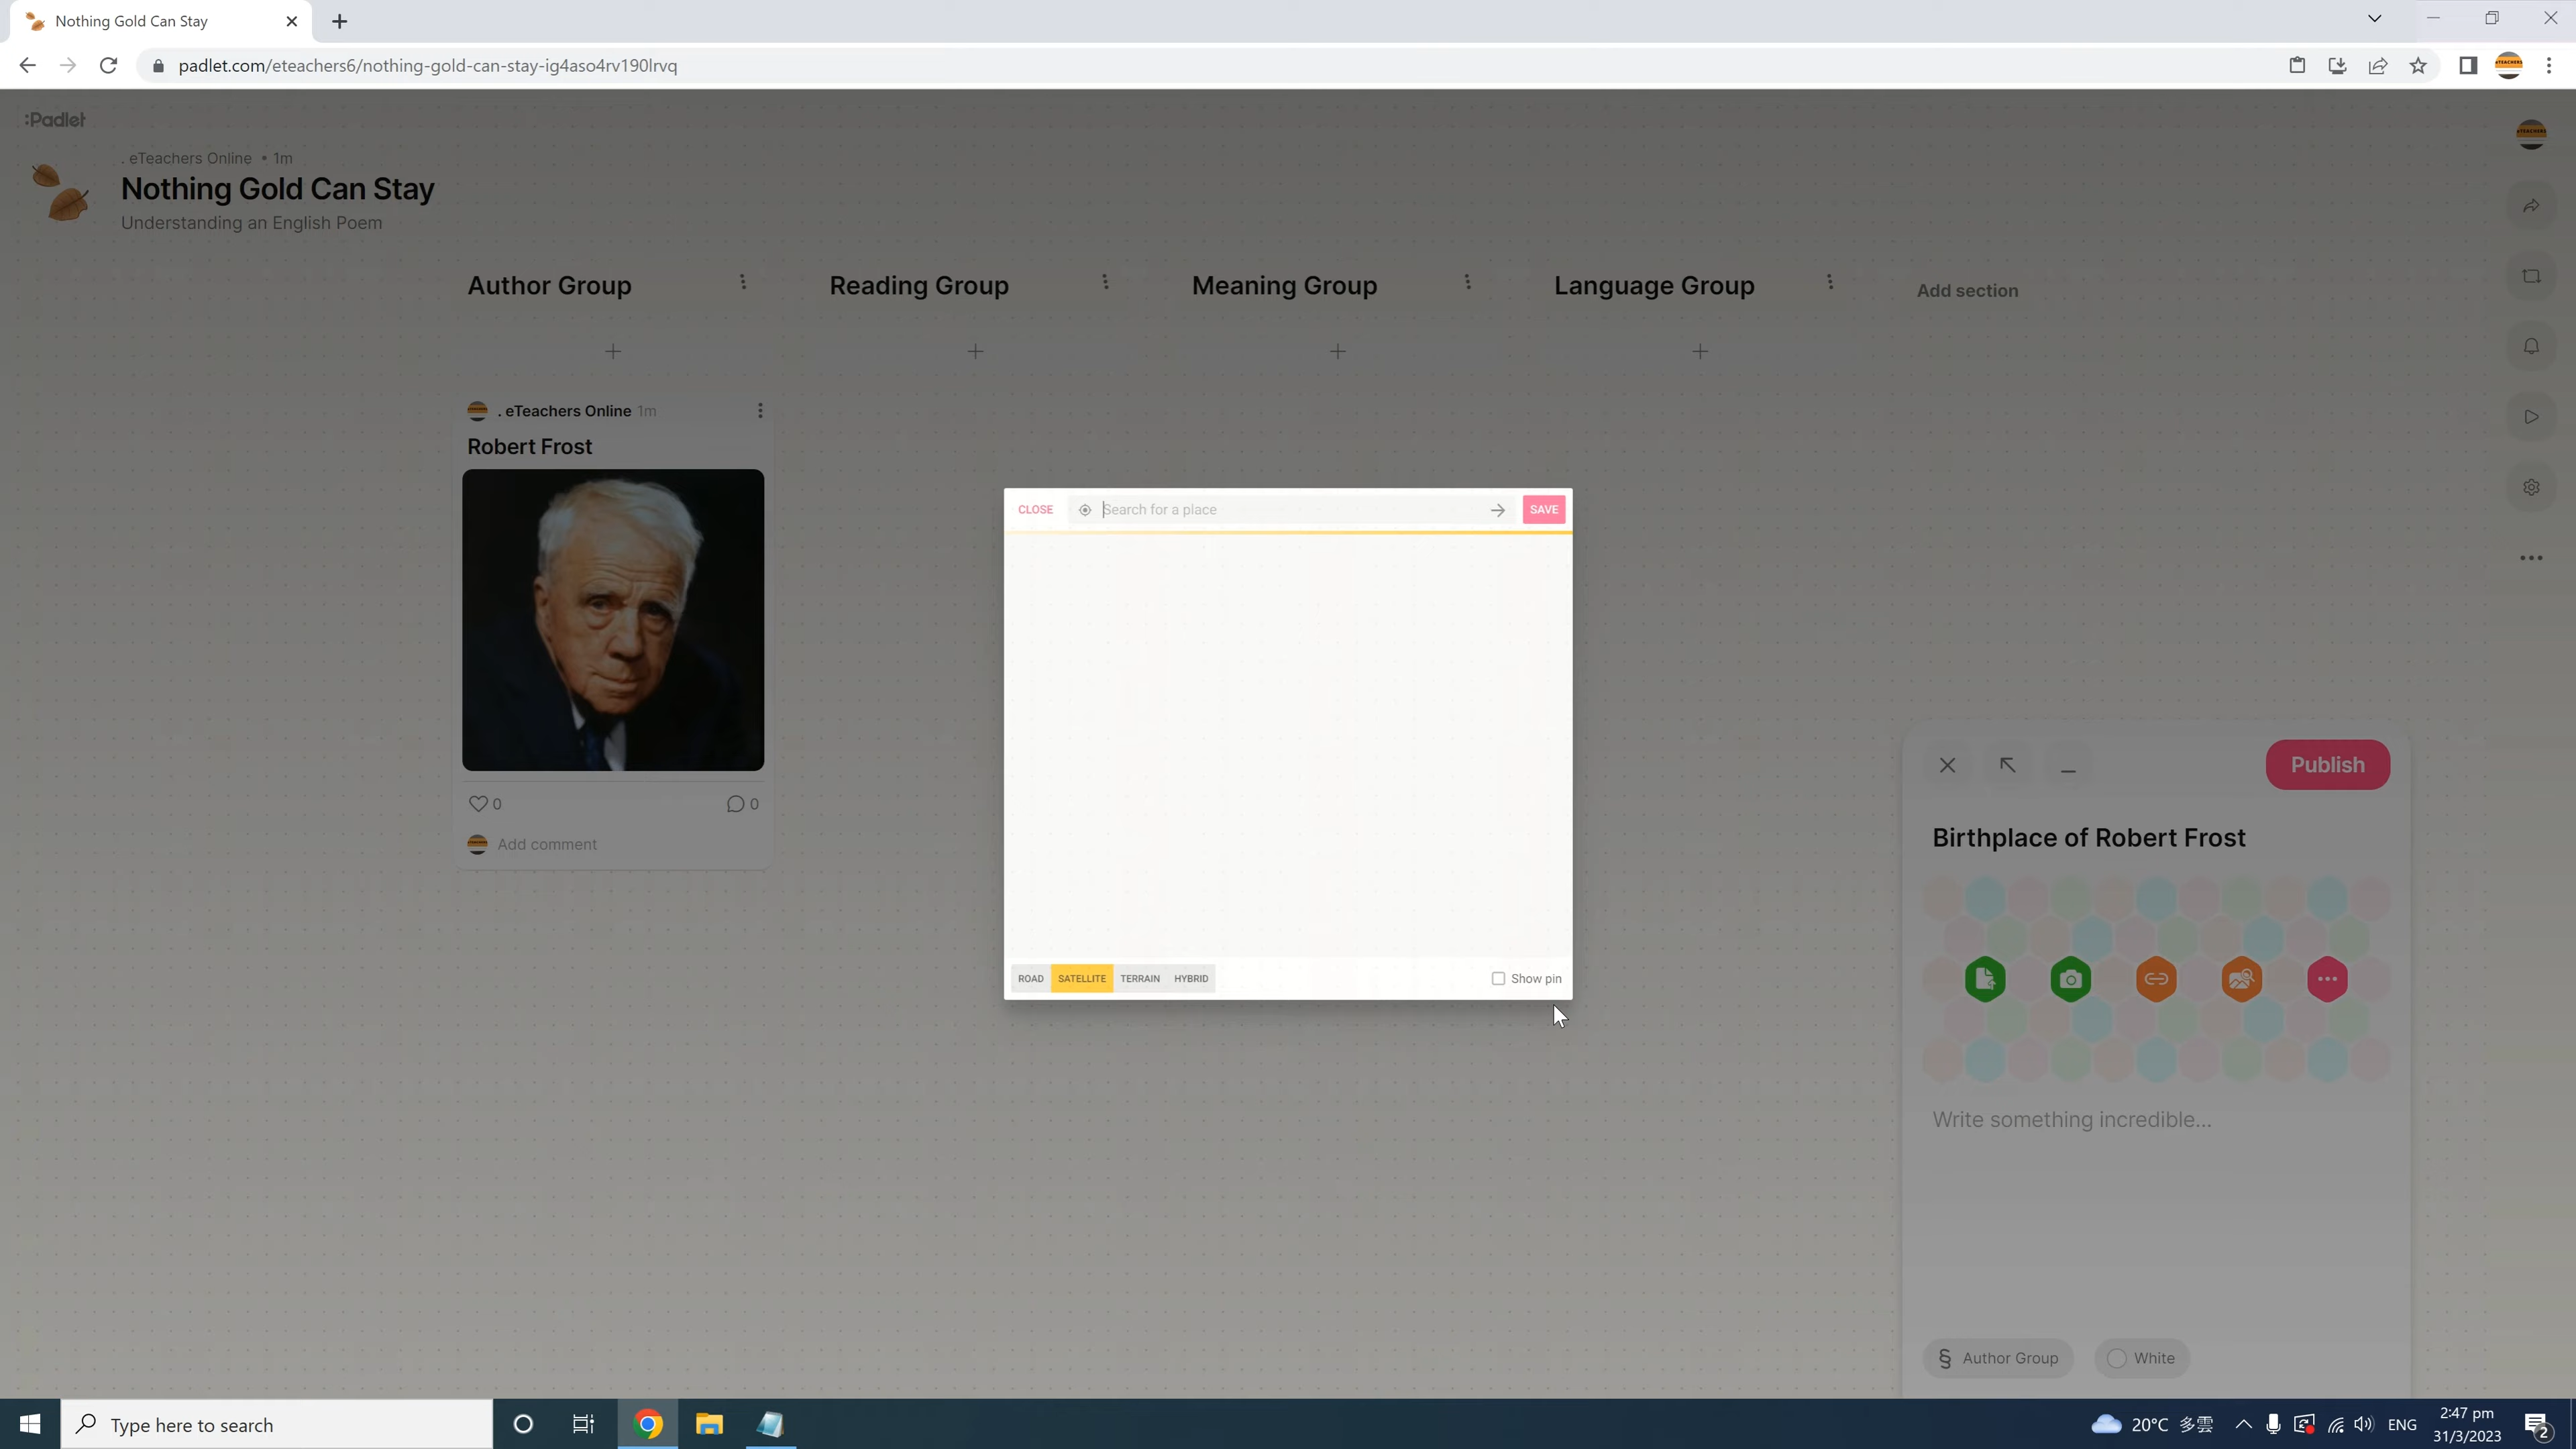 Nothing Gold Can Stay
padlet.com/eteachers6/nothing-gold-can-stay-ig4aso4rv190lrvq
:Padlet
. eTeachers Online • 1m
Nothing Gold Can Stay
Understanding an English Poem
Author Group
Reading Group
Meaning Group
Language Group
Add section
. eTeachers Online 1m
Robert Frost
0
0
Add comment
CLOSE
Search for a place
SAVE
ROAD
SATELLITE
TERRAIN
HYBRID
Show pin
Publish
Birthplace of Robert Frost
Write something incredible...
Author Group
White
Type here to search
20°C 多雲
ENG
2:47 pm
31/3/2023
2